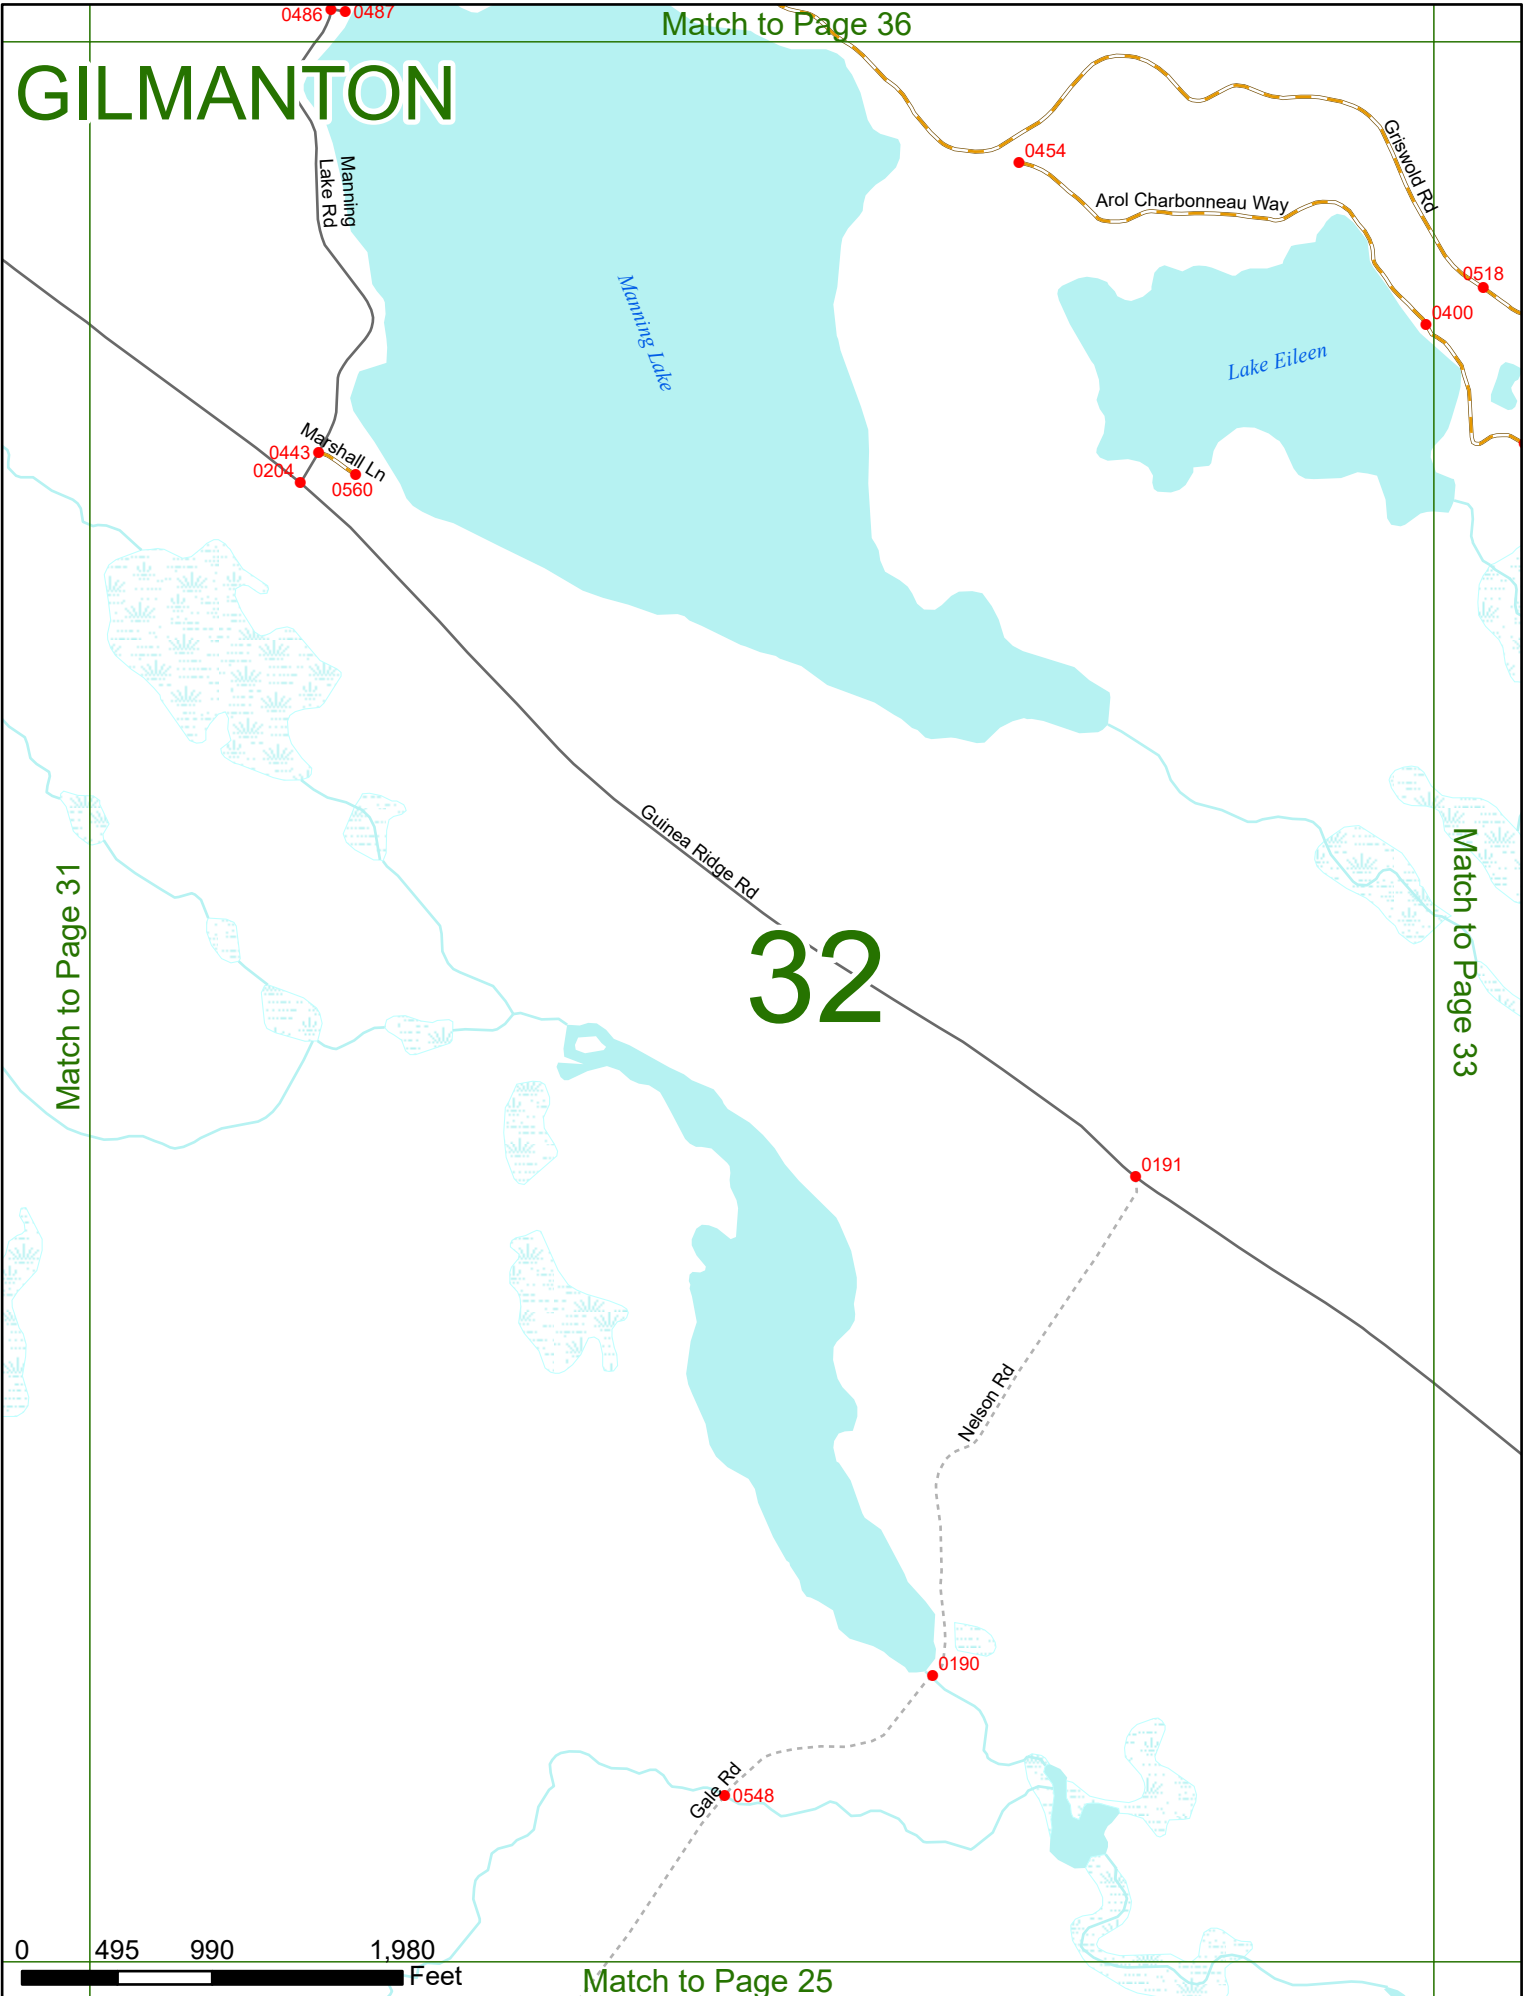 0486
0487
Match to Page 36
GILMANTON
Manning
Lake Rd
0454
Griswold Rd
Arol Charbonneau Way
0518
0400
Manning Lake
Lake Eileen
Marshall Ln
0443
0204
0560
Guinea Ridge Rd
Match to Page 31
32
Match to Page 33
0191
Nelson Rd
0190
Gale Rd
0548
0 495 990 1,980
Feet
Match to Page 25